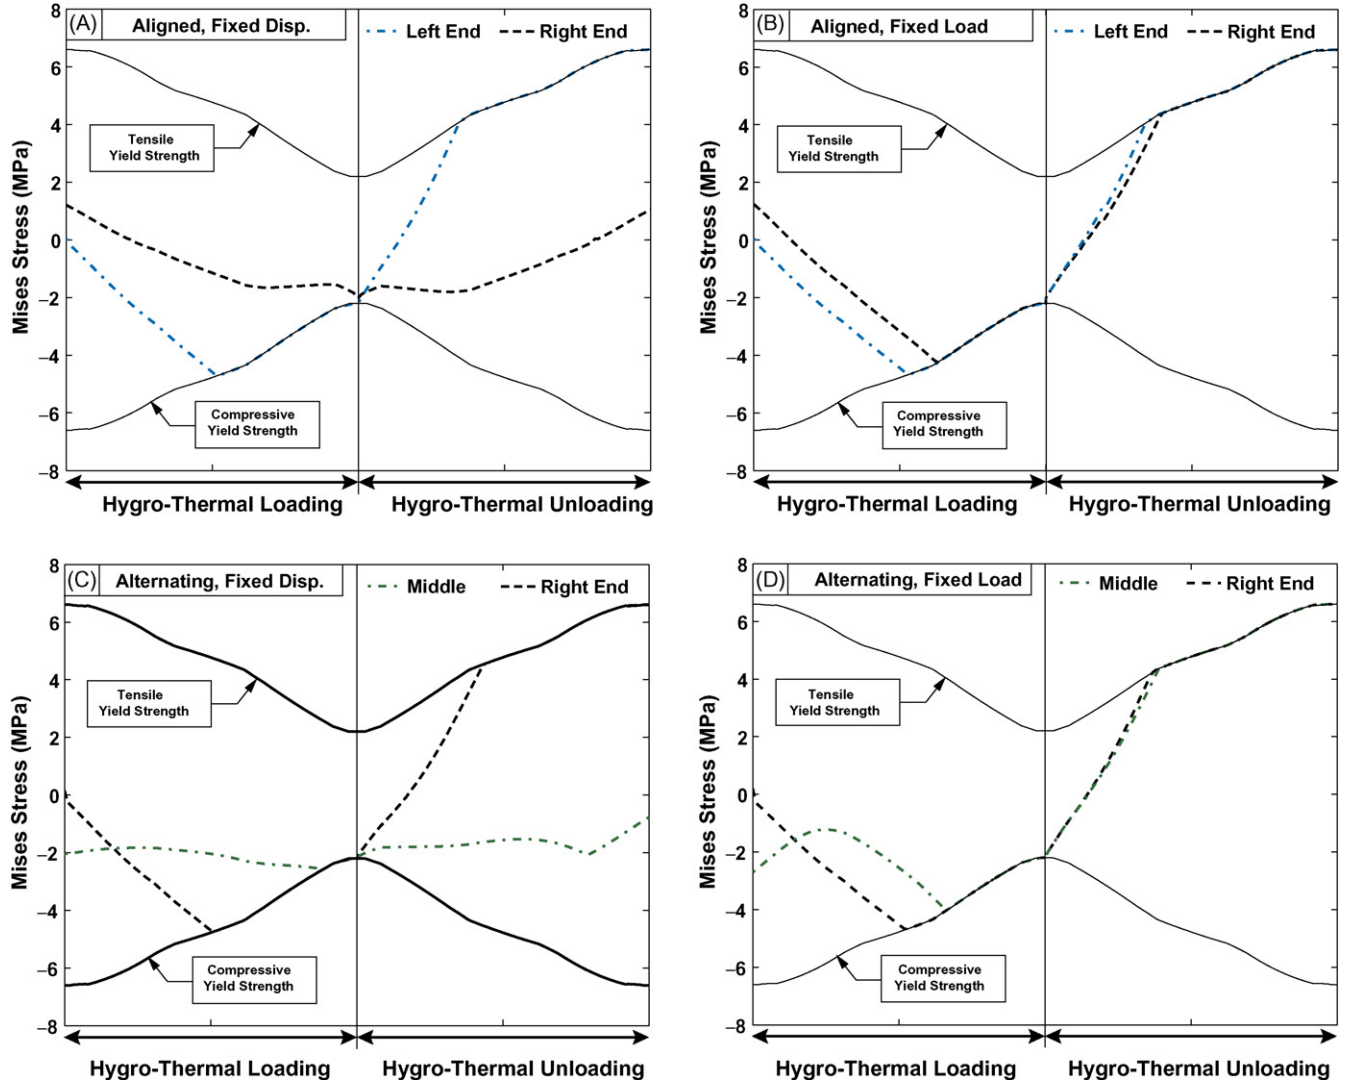 (A) Aligned, Fixed Disp. Left End Right End
8
6
4
2
0
−2
−4
−6
−8
Mises Stress (MPa)
Tensile
Yield Strength
Compressive
Yield Strength
Hygro-Thermal Loading Hygro-Thermal Unloading
(B) Aligned, Fixed Load Left End Right End
8
6
4
2
0
−2
−4
−6
−8
Mises Stress (MPa)
Tensile
Yield Strength
Compressive
Yield Strength
Hygro-Thermal Loading Hygro-Thermal Unloading
(C) Alternating, Fixed Disp. Middle Right End
8
6
4
2
0
−2
−4
−6
−8
Mises Stress (MPa)
Tensile
Yield Strength
Compressive
Yield Strength
Hygro-Thermal Loading Hygro-Thermal Unloading
(D) Alternating, Fixed Load Middle Right End
8
6
4
2
0
−2
−4
−6
−8
Mises Stress (MPa)
Tensile
Yield Strength
Compressive
Yield Strength
Hygro-Thermal Loading Hygro-Thermal Unloading